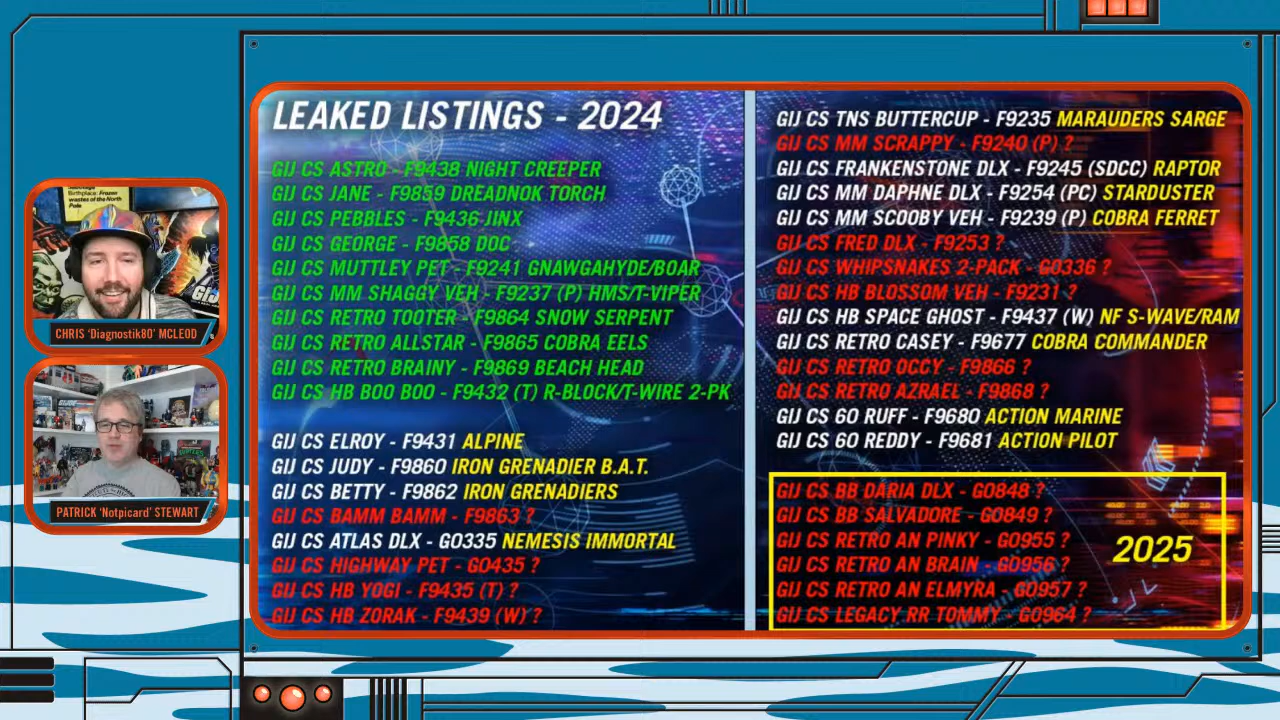 LEAKED LISTINGS - 2024
GIJ CS ASTRO - F9438 NIGHT CREEPER
GIJ CS JANE - F9859 DREADNOK TORCH
GIJ CS PEBBLES - F9436 JINX
GIJ CS GEORGE - F9858 DOC
GIJ CS MUTTLEY PET - F9241 GNAWGAHYDE/BOAR
GIJ CS MM SHAGGY VEH - F9237 (P) HMS/T-VIPER
GIJ CS RETRO TOOTER - F9864 SNOW SERPENT
GIJ CS RETRO ALLSTAR - F9865 COBRA EELS
GIJ CS RETRO BRAINY - F9869 BEACH HEAD
GIJ CS HB BOO BOO - F9432 (T) R-BLOCK/T-WIRE 2-PK
GIJ CS ELROY - F9431 ALPINE
GIJ CS JUDY - F9860 IRON GRENADIER B.A.T.
GIJ CS BETTY - F9862 IRON GRENADIERS
GIJ CS BAMM BAMM - F9863 ?
GIJ CS ATLAS DLX - G0335 NEMESIS IMMORTAL
GIJ CS HIGHWAY PET - G0435 ?
GIJ CS HB YOGI - F9435 (T) ?
GIJ CS HB ZORAK - F9439 (W) ?
GIJ CS TNS BUTTERCUP - F9235 MARAUDERS SARGE
GIJ CS MM SCRAPPY - F9240 (P) ?
GIJ CS FRANKENSTONE DLX - F9245 (SDCC) RAPTOR
GIJ CS MM DAPHNE DLX - F9254 (PC) STARDUSTER
GIJ CS MM SCOOBY VEH - F9239 (P) COBRA FERRET
GIJ CS FRED DLX - F9253 ?
GIJ CS WHIPSNAKES 2-PACK - G0336 ?
GIJ CS HB BLOSSOM VEH - F9231 ?
GIJ CS HB SPACE GHOST - F9437 (W) NF S-WAVE/RAM
GIJ CS RETRO CASEY - F9677 COBRA COMMANDER
GIJ CS RETRO OCCY - F9866 ?
GIJ CS RETRO AZRAEL - F9868 ?
GIJ CS 60 RUFF - F9680 ACTION MARINE
GIJ CS 60 REDDY - F9681 ACTION PILOT
GIJ CS BB DARIA DLX - G0848 ?
GIJ CS BB SALVADORE - G0849 ?
GIJ CS RETRO AN PINKY - G0955 ?
GIJ CS RETRO AN BRAIN - G0956 ?
GIJ CS RETRO AN ELMYRA - G0957 ?
GIJ CS LEGACY RR TOMMY - G0964 ?
2025
Birthplace: Frozen
wastes of the North
Pole
CHRIS 'Diagnostik80' MCLEOD
PATRICK 'Notpicard' STEWART